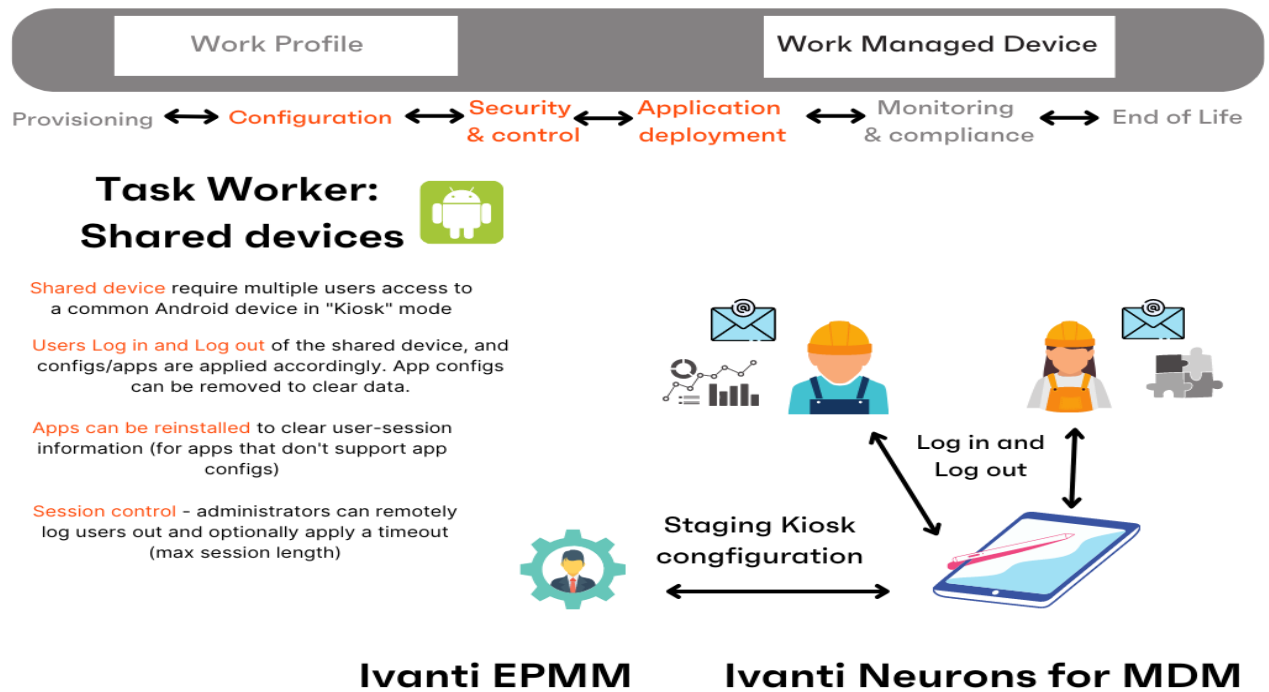 Work Profile
Work Managed Device
Provisioning
Configuration
Security
& control
Application
deployment
Monitoring
& compliance
End of Life
Task Worker:
Shared devices
Shared device require multiple users access to
a common Android device in "Kiosk" mode
Users Log in and Log out of the shared device, and
configs/apps are applied accordingly. App configs
can be removed to clear data.
Apps can be reinstalled to clear user-session
information (for apps that don't support app
configs)
Session control - administrators can remotely
log users out and optionally apply a timeout
(max session length)
@
@
Log in and
Log out
Staging Kiosk
congfiguration
Ivanti EPMM
Ivanti Neurons for MDM